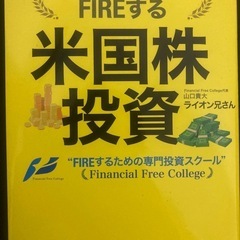 FIREする
米国株
投資
Financial Free College代表
山口貴大
ライオン兄さん
“FIREするための専門投資スクール”
《Financial Free College》